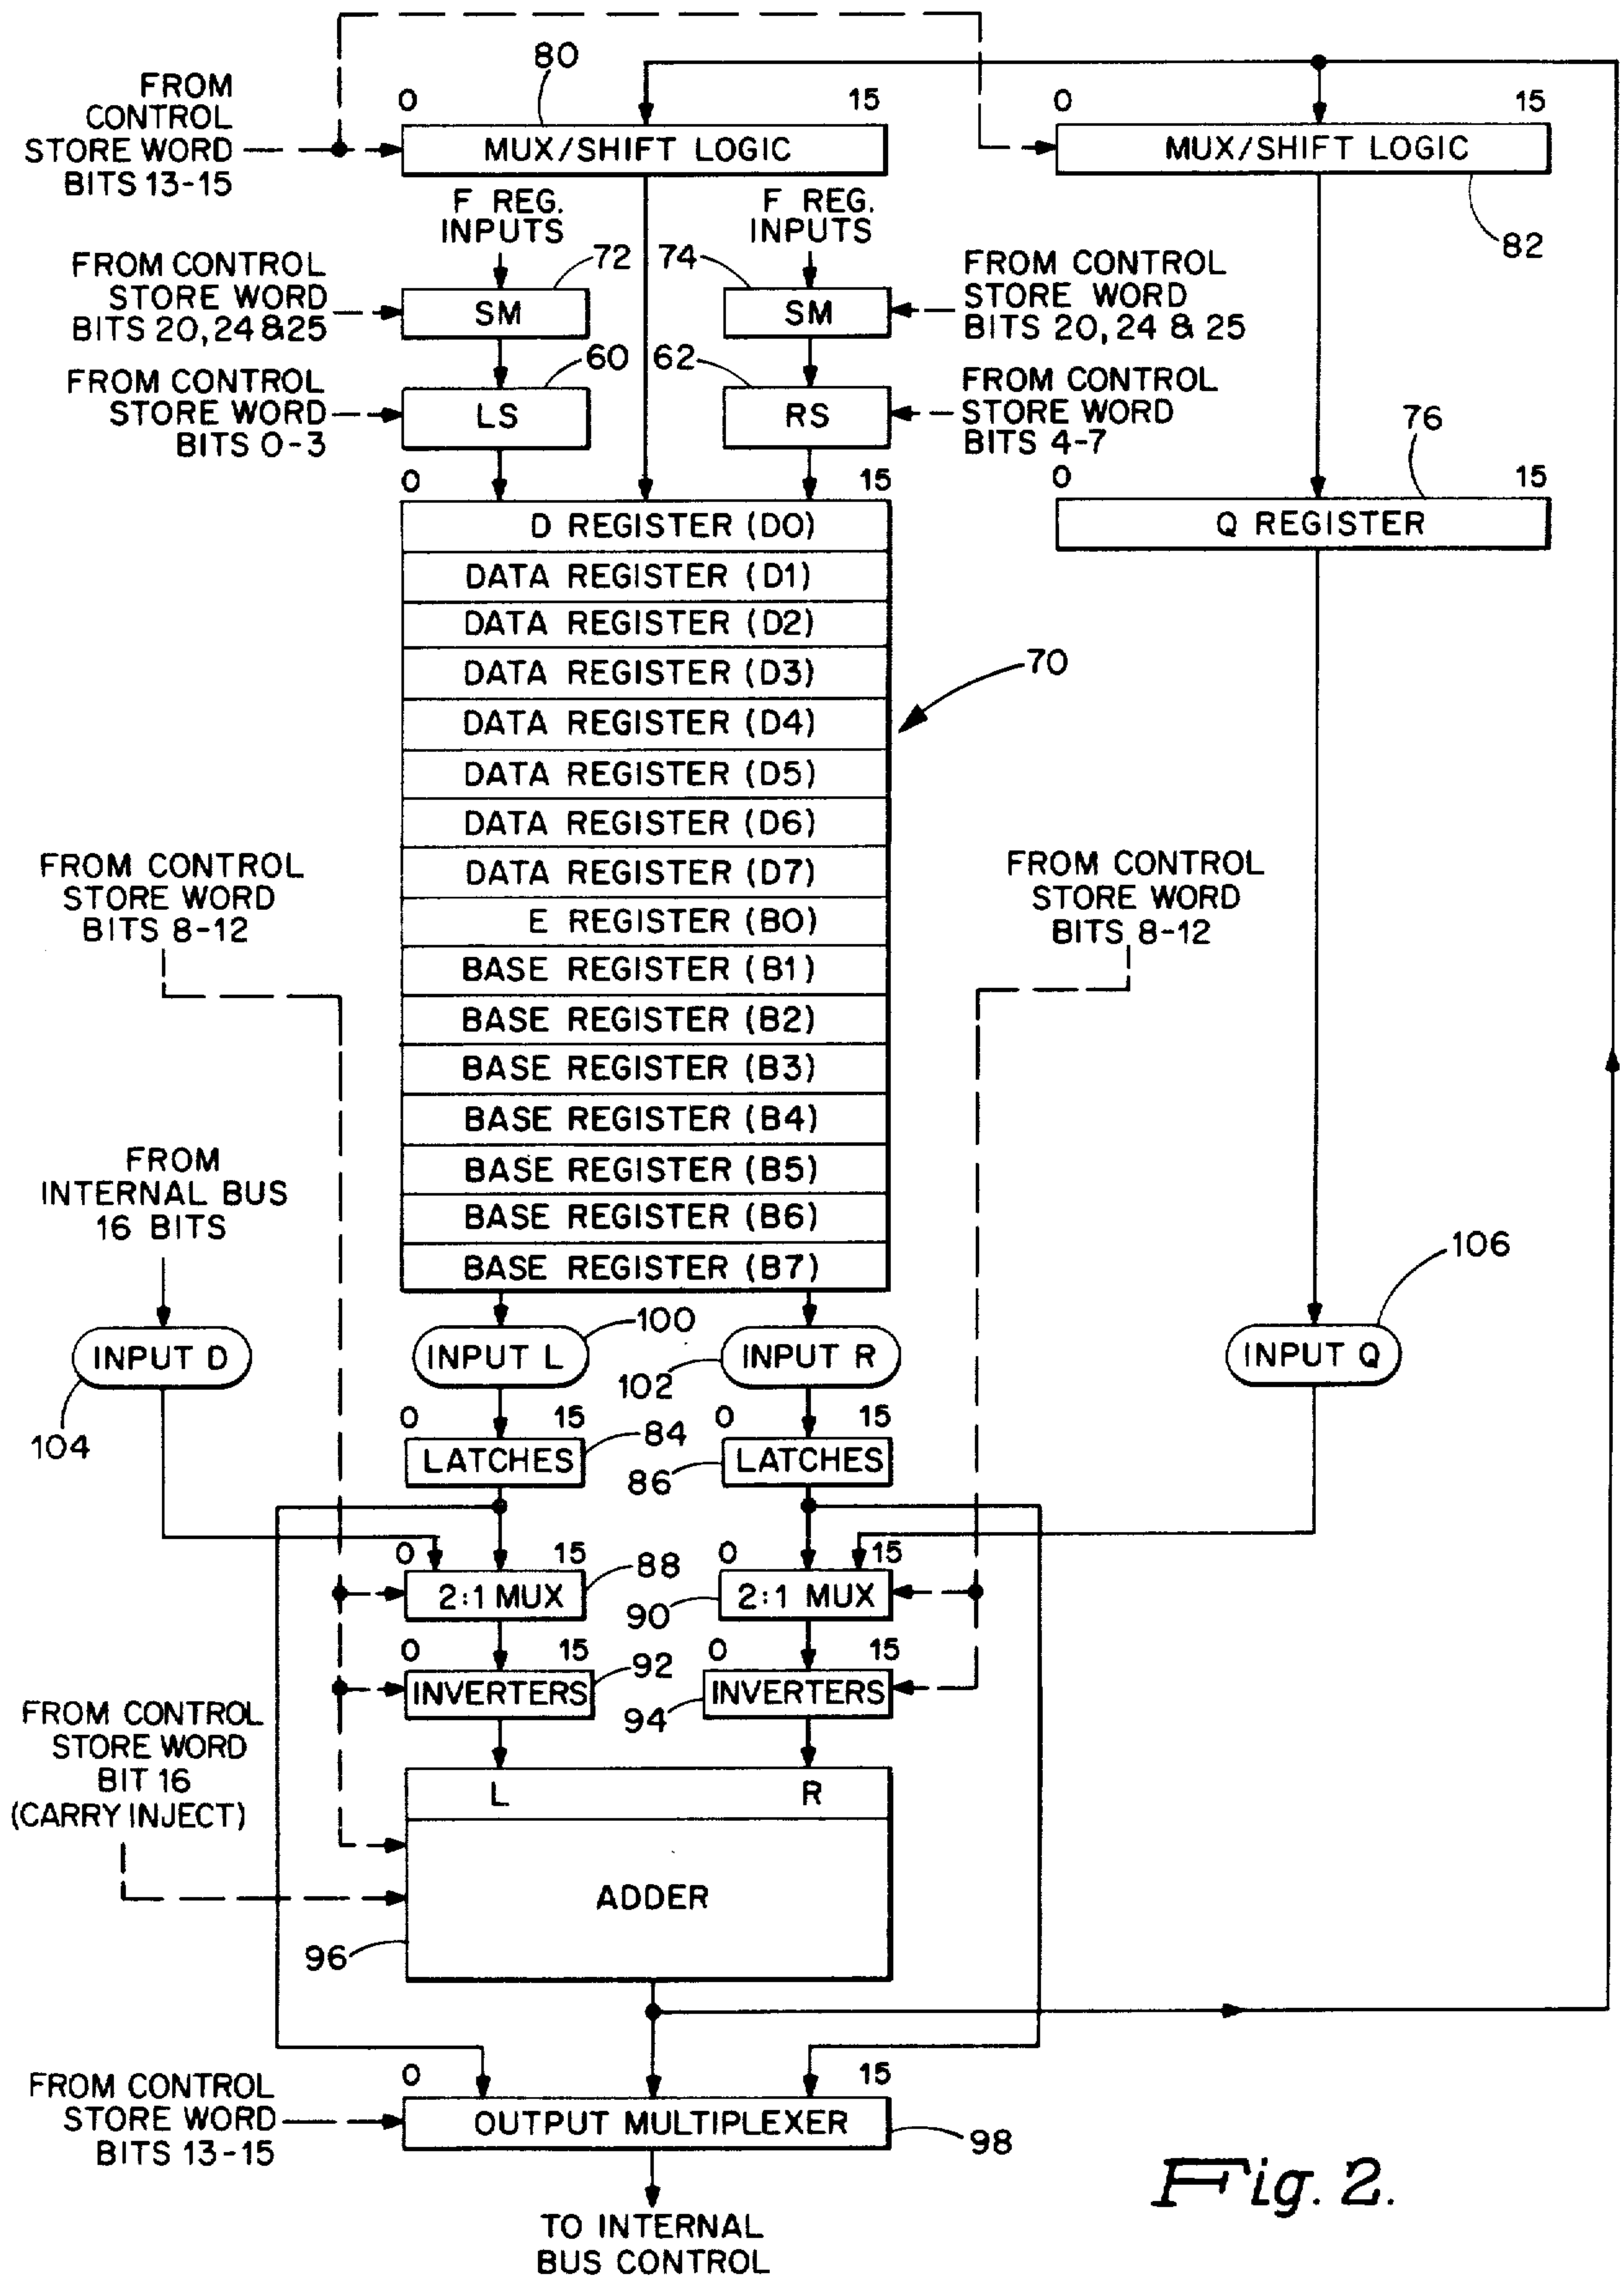 80
FROM
CONTROL
STORE WORD
BITS 13-15
0 15
MUX/SHIFT LOGIC
0 15
MUX/SHIFT LOGIC
82
F REG.
INPUTS
F REG.
INPUTS
FROM CONTROL
STORE WORD
BITS 20, 24 & 25
72
SM
74
SM
FROM CONTROL
STORE WORD
BITS 20, 24 & 25
FROM CONTROL
STORE WORD
BITS 0-3
60
LS
62
RS
FROM CONTROL
STORE WORD
BITS 4-7
76
0 15
0 15
Q REGISTER
D REGISTER (D0)
DATA REGISTER (D1)
DATA REGISTER (D2)
DATA REGISTER (D3)
DATA REGISTER (D4)
DATA REGISTER (D5)
DATA REGISTER (D6)
DATA REGISTER (D7)
E REGISTER (B0)
BASE REGISTER (B1)
BASE REGISTER (B2)
BASE REGISTER (B3)
BASE REGISTER (B4)
BASE REGISTER (B5)
BASE REGISTER (B6)
BASE REGISTER (B7)
70
FROM CONTROL
STORE WORD
BITS 8-12
FROM CONTROL
STORE WORD
BITS 8-12
FROM
INTERNAL BUS
16 BITS
INPUT D
104
INPUT L
100
INPUT R
102
INPUT Q
106
0 15
LATCHES
84
0 15
LATCHES
86
0 15
2:1 MUX
88
0 15
2:1 MUX
90
0 15
INVERTERS
92
0 15
INVERTERS
94
FROM CONTROL
STORE WORD
BIT 16
(CARRY INJECT)
L R
ADDER
96
FROM CONTROL
STORE WORD
BITS 13-15
0 15
OUTPUT MULTIPLEXER
98
TO INTERNAL
BUS CONTROL
Fig. 2.